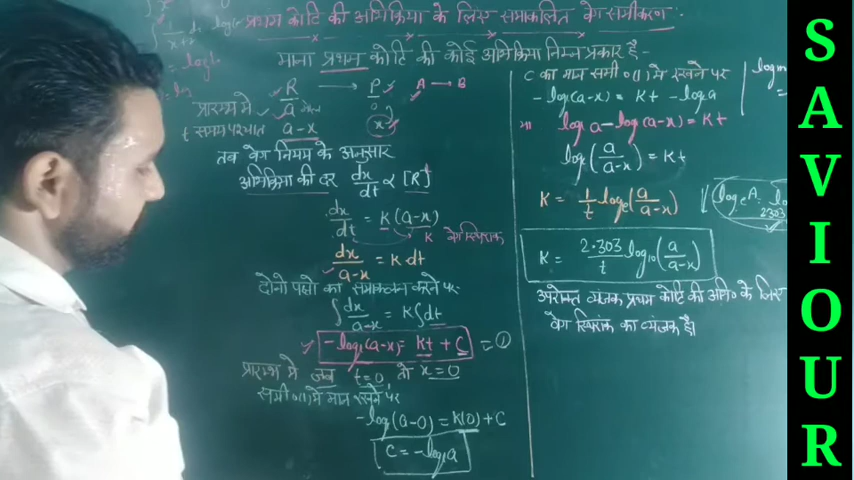 प्रथम कोटि की अभिक्रिया के लिए समाकलित वेग समीकरण
माना प्रथम कोटि की कोई अभिक्रिया निम्न प्रकार है-
R → P A → B
प्रारम्भ में a मोल 0
t समय पश्चात a-x x
तब वेग नियम के अनुसार
अभिक्रिया की दर dx/dt ∝ [R]¹
dx/dt = K(a-x)
K वेग स्थिरांक
dx/a-x = K·dt
दोनो पक्षो का समाकलन करने पर
∫dx/a-x = K∫dt
-log(a-x) = Kt + C = ①
प्रारम्भ में जब t=0, तो x=0
समी० (1) में मान रखने पर
-log(a-0) = K(0) + C
C = -log a
C का मान समी० (1) में रखने पर
-log(a-x) = Kt - log a
या log a - log(a-x) = Kt
log(a/a-x) = Kt
K = 1/t logₑ(a/a-x)
K = 2.303/t log₁₀(a/a-x)
उपरोक्त व्यंजक प्रथम कोटि की अभि० के लिए
वेग स्थिरांक का व्यंजक है।
SAVIOUR